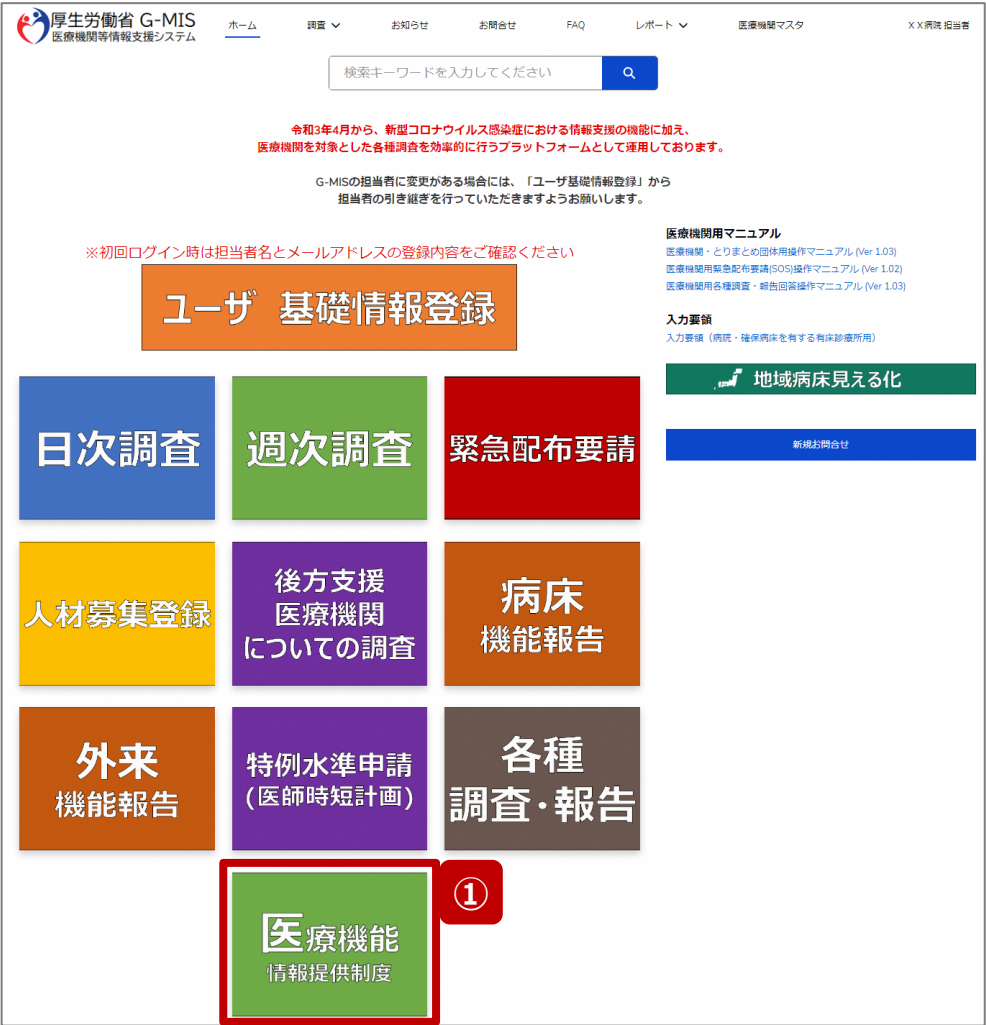 厚生労働省 G-MIS
医療機関等情報支援システム
ホーム 調査 お知らせ お問合せ FAQ レポート 医療機関マスタ XX病院 担当者
検索キーワードを入力してください
令和3年4月から、新型コロナウイルス感染症における情報支援の機能に加え、
医療機関を対象とした各種調査を効率的に行うプラットフォームとして運用しております。
G-MISの担当者に変更がある場合には、「ユーザ基礎情報登録」から
担当者の引き継ぎを行っていただきますようお願いします。
※初回ログイン時は担当者名とメールアドレスの登録内容をご確認ください
ユーザ 基礎情報登録
日次調査
週次調査
緊急配布要請
人材募集登録
後方支援
医療機関
についての調査
病床
機能報告
外来
機能報告
特例水準申請
(医師時短計画)
各種
調査・報告
医療機能
情報提供制度
①
医療機関用マニュアル
医療機関・とりまとめ団体用操作マニュアル (Ver 1.03)
医療機関用緊急配布要請(SOS)操作マニュアル (Ver 1.02)
医療機関用各種調査・報告回答操作マニュアル (Ver 1.03)
入力要領
入力要領（病院・確保病床を有する有床診療所用）
地域病床見える化
新規お問合せ